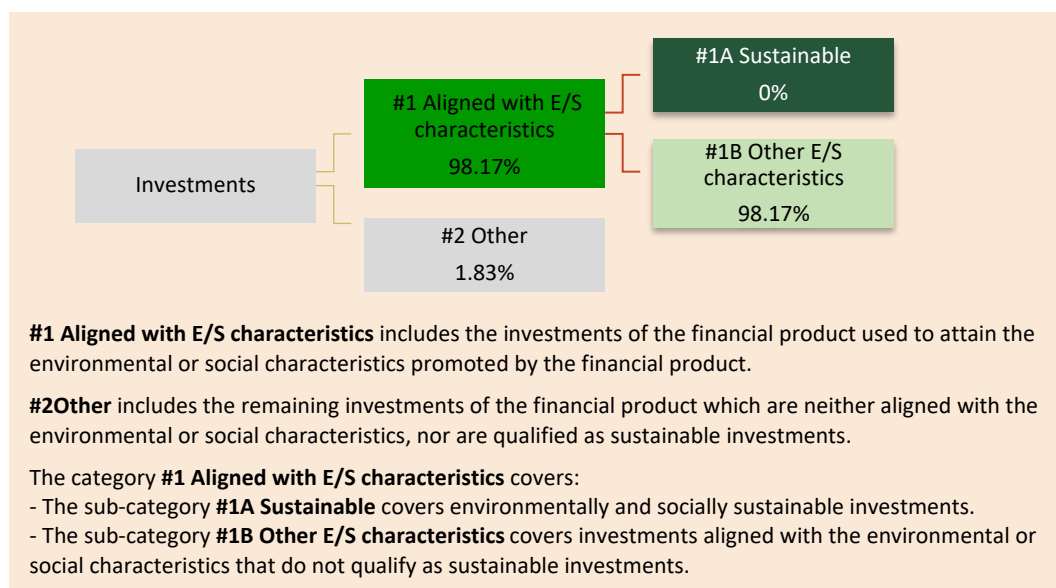 #1A Sustainable
0%
#1 Aligned with E/S
characteristics
98.17%
#1B Other E/S
characteristics
98.17%
Investments
#2 Other
1.83%
#1 Aligned with E/S characteristics includes the investments of the financial product used to attain the
environmental or social characteristics promoted by the financial product.
#2Other includes the remaining investments of the financial product which are neither aligned with the
environmental or social characteristics, nor are qualified as sustainable investments.
The category #1 Aligned with E/S characteristics covers:
- The sub-category #1A Sustainable covers environmentally and socially sustainable investments.
- The sub-category #1B Other E/S characteristics covers investments aligned with the environmental or
social characteristics that do not qualify as sustainable investments.